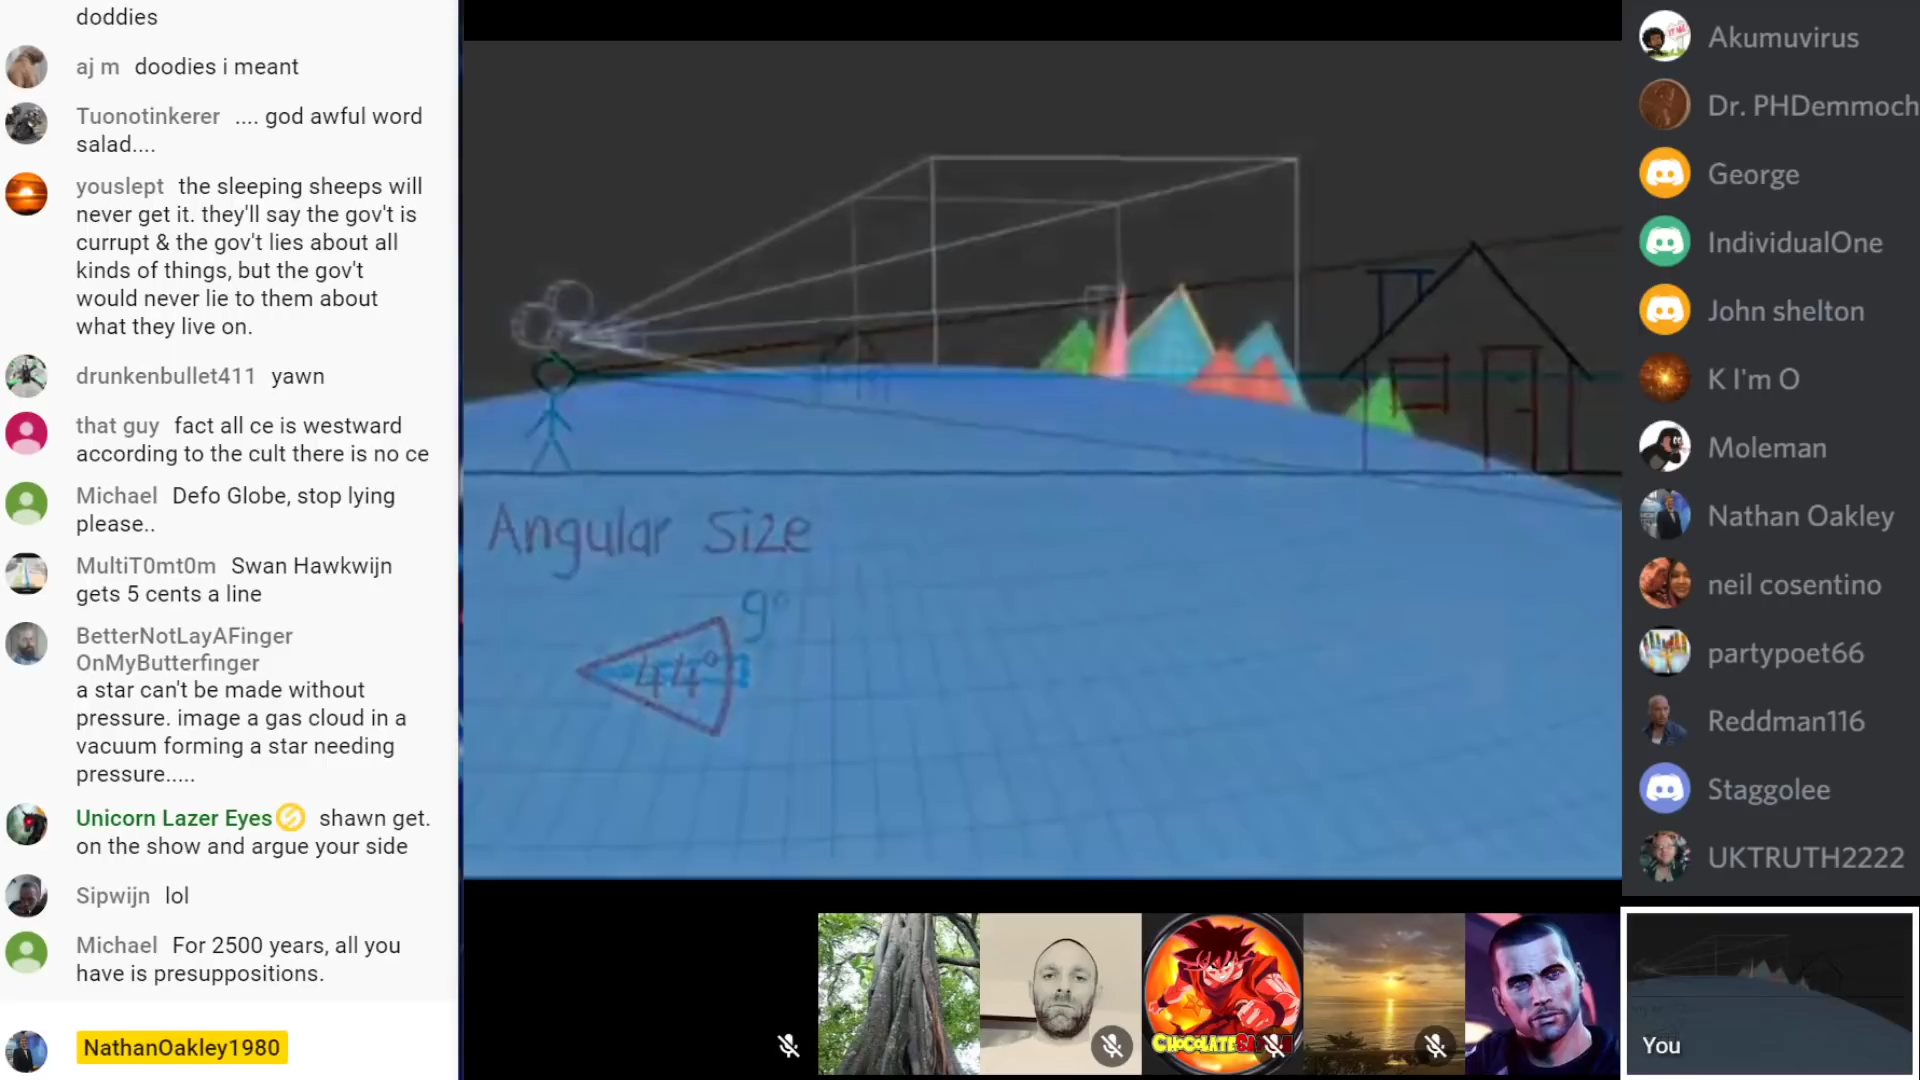 doddies
aj m doodies i meant
Tuonotinkerer .... god awful word
salad....
youslept the sleeping sheeps will
never get it. they'll say the gov't is
currupt & the gov't lies about all
kinds of things, but the gov't
would never lie to them about
what they live on.
drunkenbullet411 yawn
that guy fact all ce is westward
according to the cult there is no ce
Michael Defo Globe, stop lying
please..
MultiT0mt0m Swan Hawkwijn
gets 5 cents a line
BetterNotLayAFinger
OnMyButterfinger
a star can't be made without
pressure. image a gas cloud in a
vacuum forming a star needing
pressure.....
Unicorn Lazer Eyes shawn get.
on the show and argue your side
Sipwijn lol
Michael For 2500 years, all you
have is presuppositions.
NathanOakley1980
Angular Size
9°
44°
Akumuvirus
Dr. PHDemmoch
George
IndividualOne
John shelton
K I'm O
Moleman
Nathan Oakley
neil cosentino
partypoet66
Reddman116
Staggolee
UKTRUTH2222
You